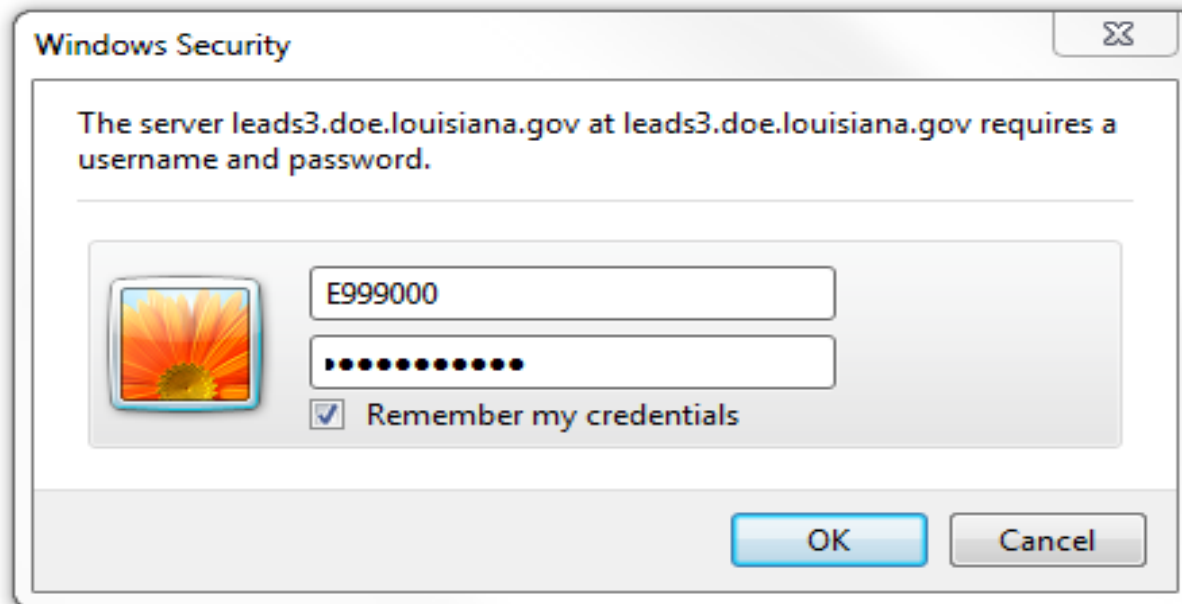 Windows Security
The server leads3.doe.louisiana.gov at leads3.doe.louisiana.gov requires a
username and password.
E999000
●●●●●●●●●●●
Remember my credentials
OK
Cancel